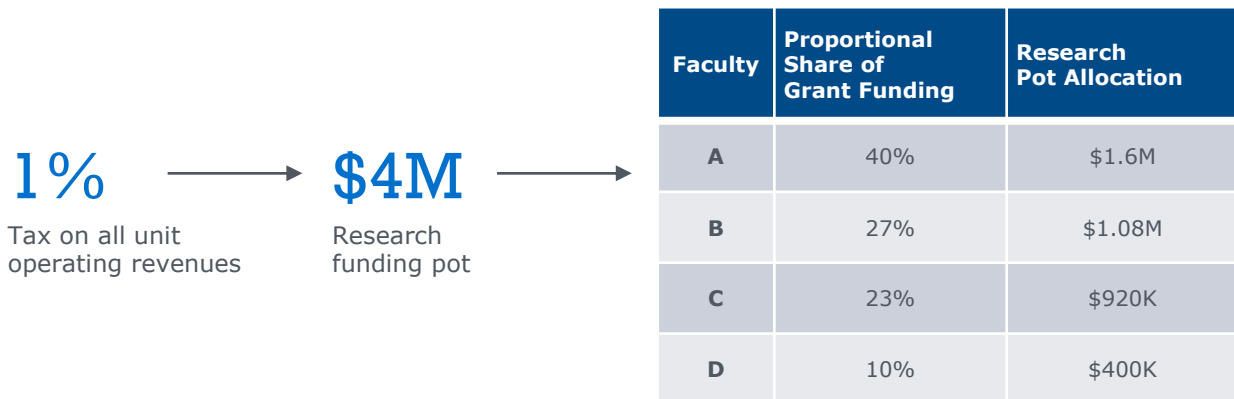 1%
Tax on all unit
operating revenues
$4M
Research
funding pot
Faculty
Proportional
Share of
Grant Funding
Research
Pot Allocation
A
40%
$1.6M
B
27%
$1.08M
C
23%
$920K
D
10%
$400K